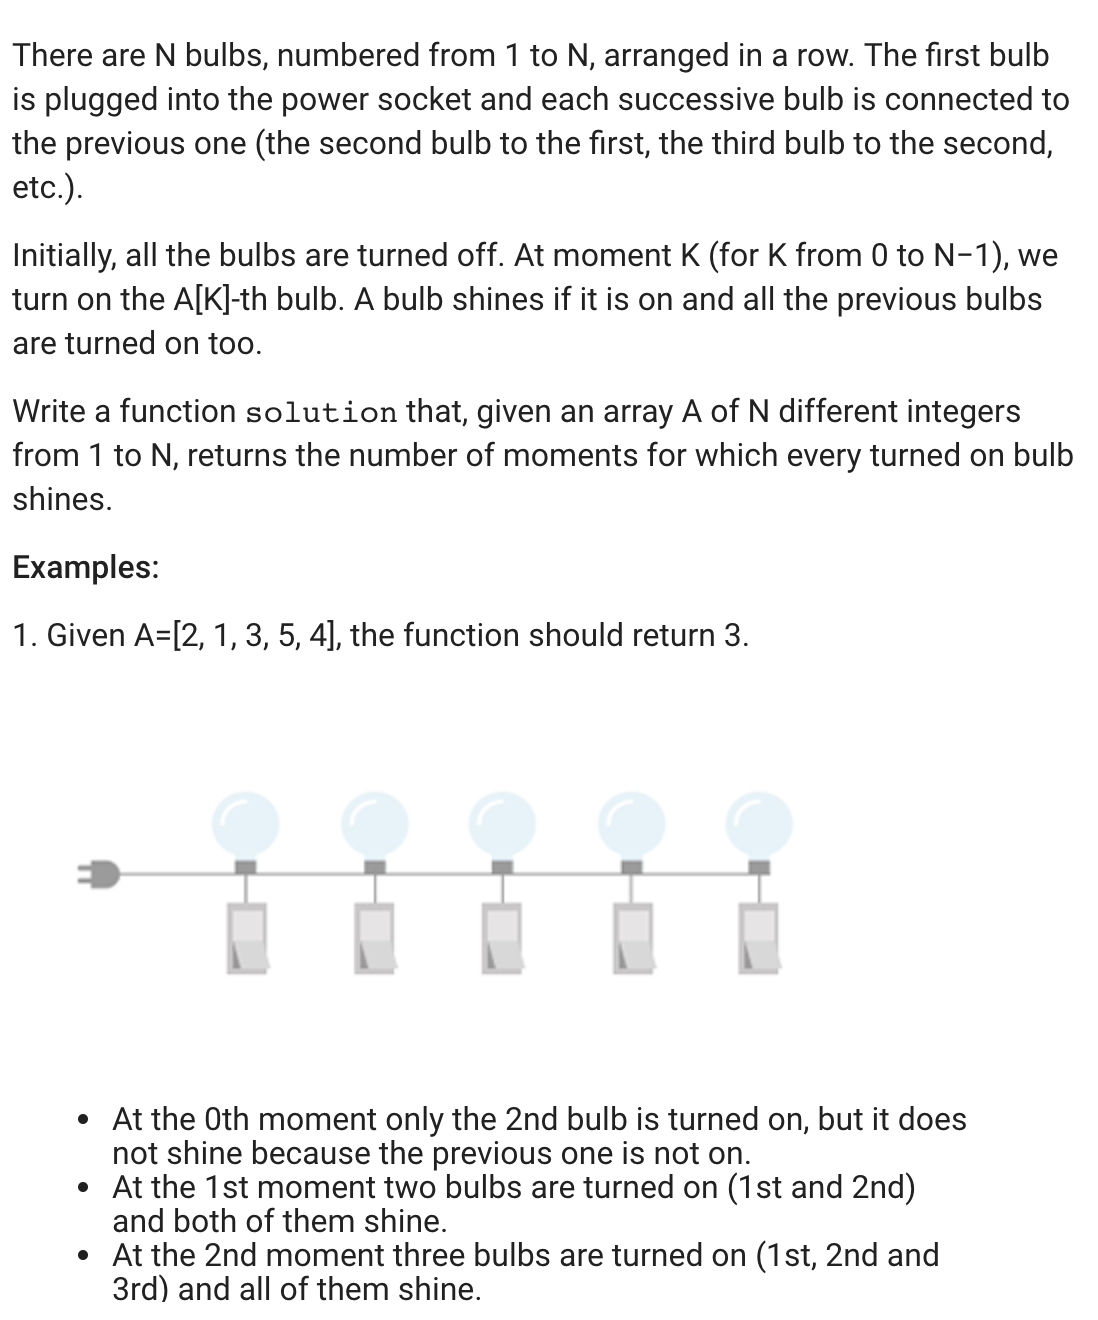 There are N bulbs, numbered from 1 to N, arranged in a row. The first bulb
is plugged into the power socket and each successive bulb is connected to
the previous one (the second bulb to the first, the third bulb to the second,
etc.).
Initially, all the bulbs are turned off. At moment K (for K from 0 to N−1), we
turn on the A[K]-th bulb. A bulb shines if it is on and all the previous bulbs
are turned on too.
Write a function solution that, given an array A of N different integers
from 1 to N, returns the number of moments for which every turned on bulb
shines.
Examples:
1. Given A=[2, 1, 3, 5, 4], the function should return 3.
• At the 0th moment only the 2nd bulb is turned on, but it does
not shine because the previous one is not on.
• At the 1st moment two bulbs are turned on (1st and 2nd)
and both of them shine.
• At the 2nd moment three bulbs are turned on (1st, 2nd and
3rd) and all of them shine.